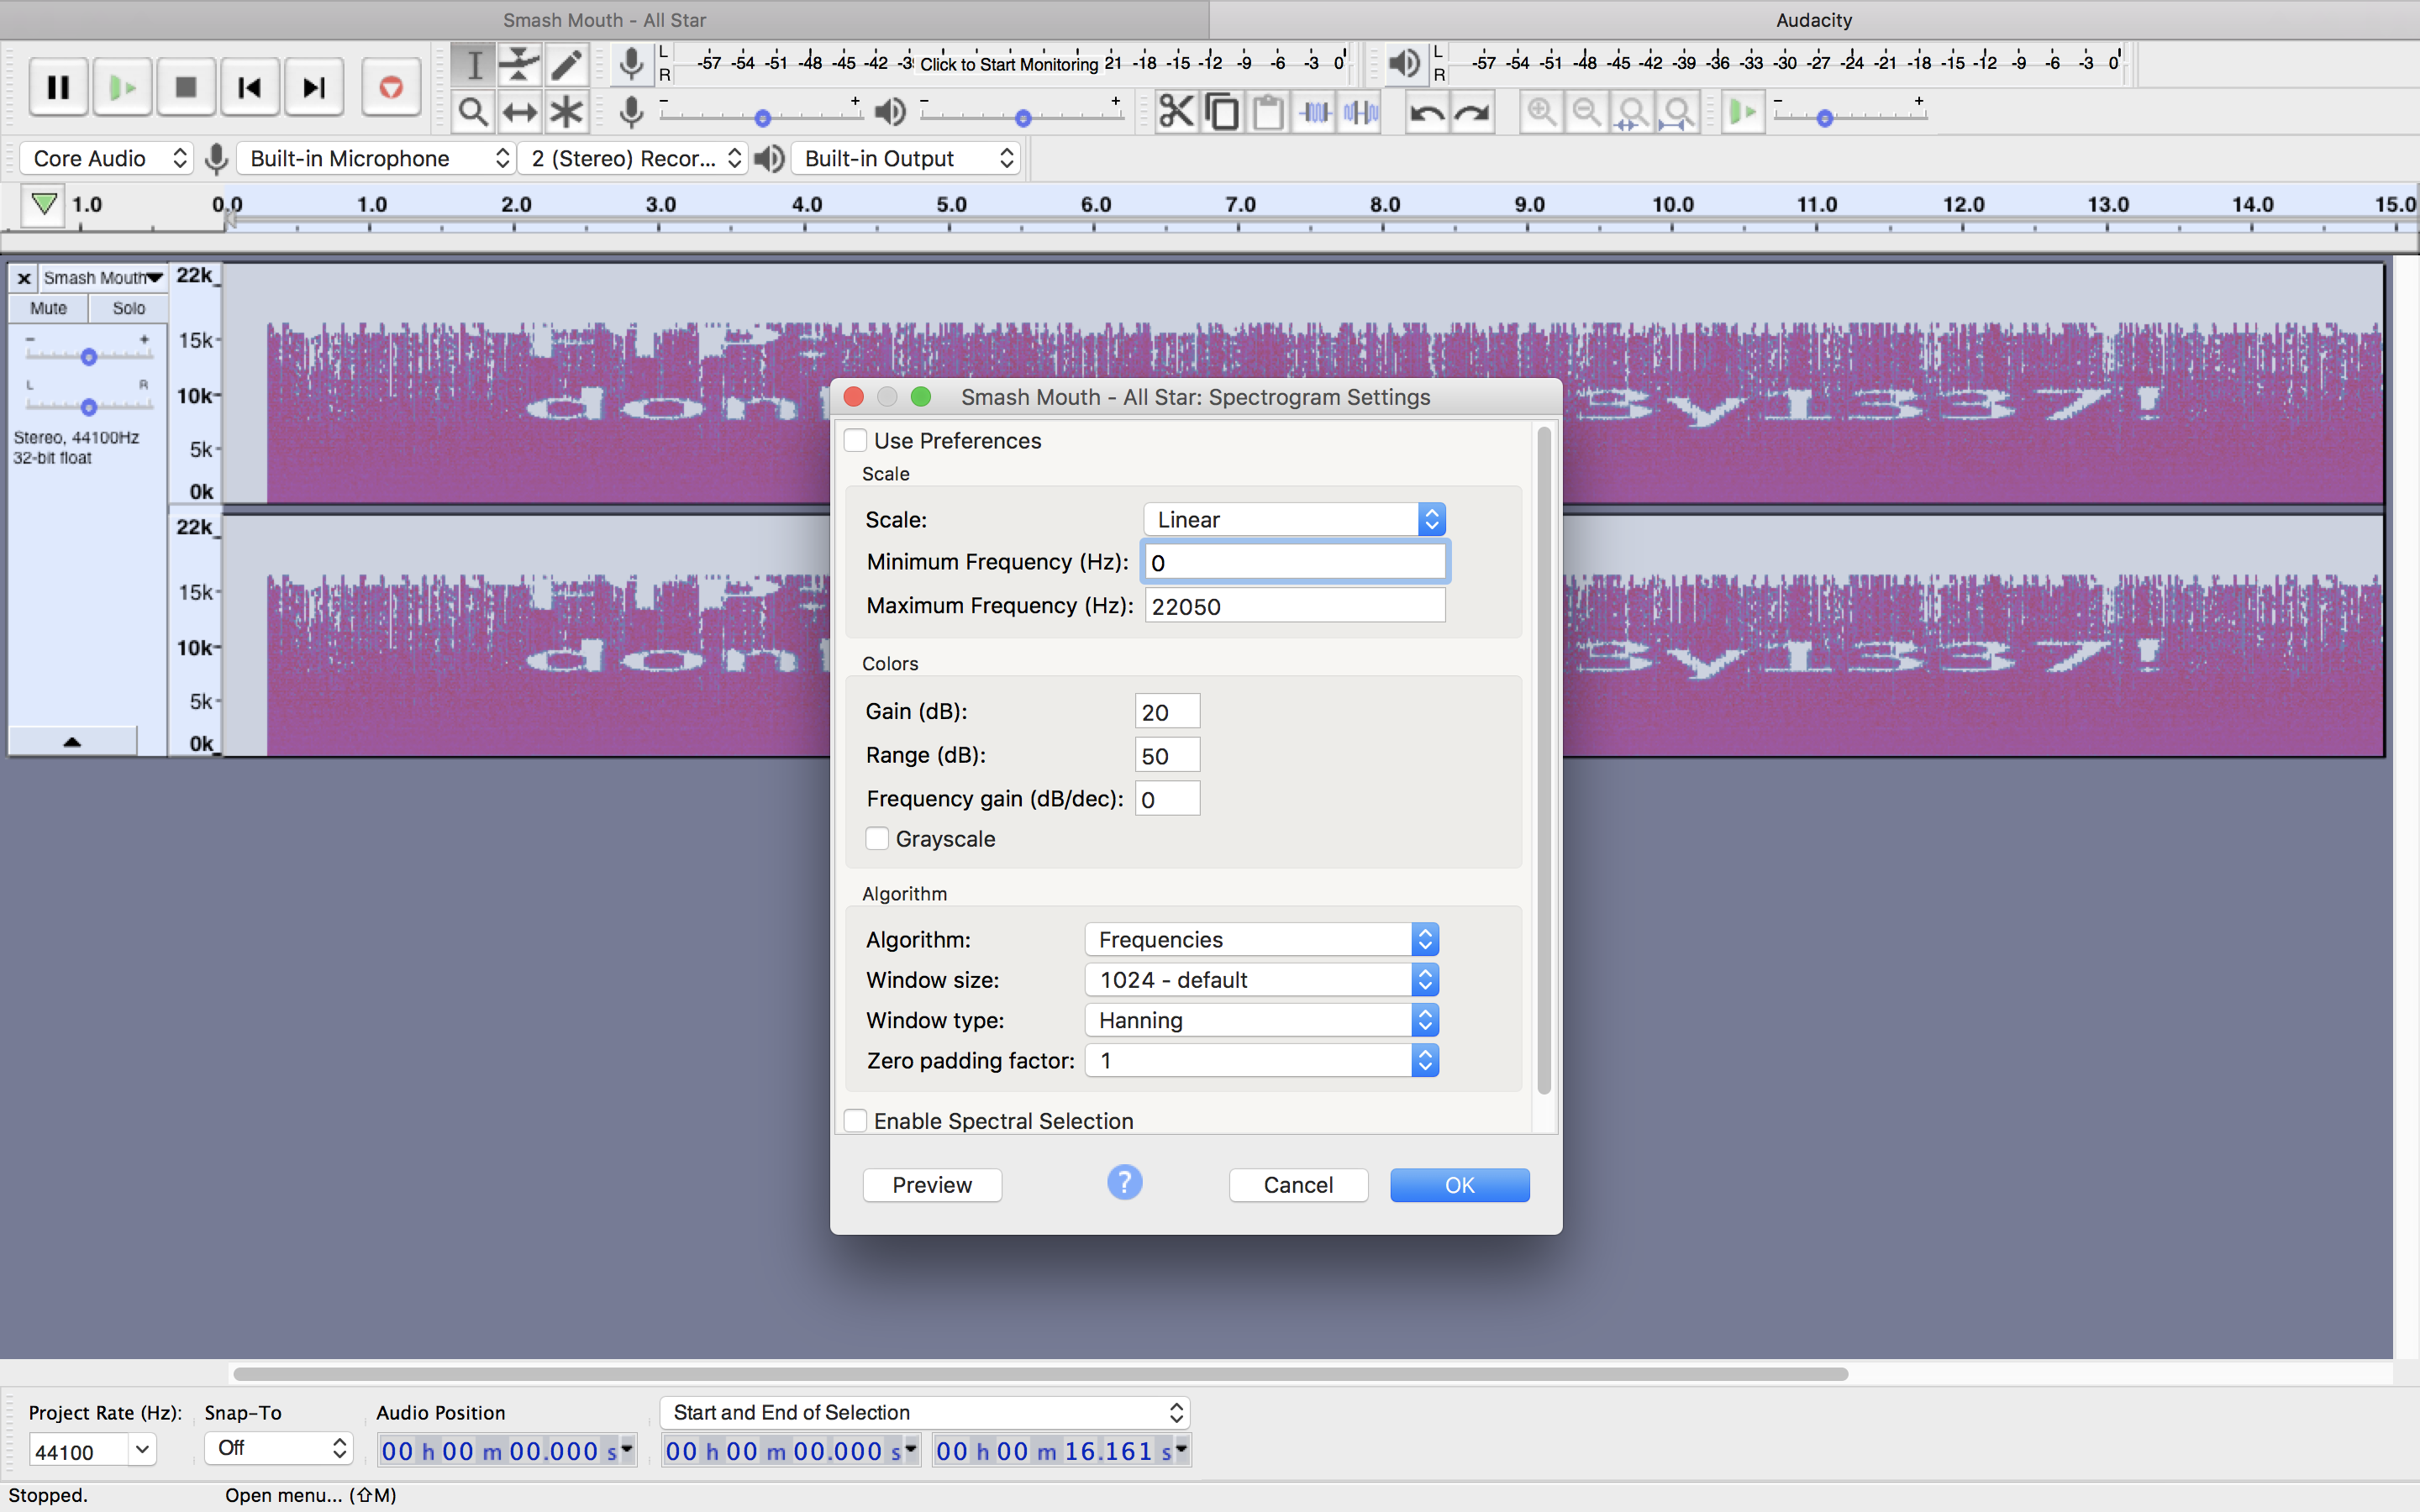 Smash Mouth - All Star
Audacity
L
R
-57 -54 -51 -48 -45 -42 Click to Start Monitoring 21 -18 -15 -12 -9 -6 -3 0
L
R
-57 -54 -51 -48 -45 -42 -39 -36 -33 -30 -27 -24 -21 -18 -15 -12 -9 -6 -3 0
- +
- +
- +
Core Audio
Built-in Microphone
2 (Stereo) Recor...
Built-in Output
1.0 0.0 1.0 2.0 3.0 4.0 5.0 6.0 7.0 8.0 9.0 10.0 11.0 12.0 13.0 14.0 15.0
x Smash Mouth
Mute Solo
- +
L R
Stereo, 44100Hz
32-bit float
22k
15k
10k
5k
0k
22k
15k
10k
5k
0k
Smash Mouth - All Star: Spectrogram Settings
Use Preferences
Scale
Scale: Linear
Minimum Frequency (Hz): 0
Maximum Frequency (Hz): 22050
Colors
Gain (dB): 20
Range (dB): 50
Frequency gain (dB/dec): 0
Grayscale
Algorithm
Algorithm: Frequencies
Window size: 1024 - default
Window type: Hanning
Zero padding factor: 1
Enable Spectral Selection
Preview ? Cancel OK
Project Rate (Hz): Snap-To Audio Position Start and End of Selection
44100 Off 00 h 00 m 00.000 s 00 h 00 m 00.000 s 00 h 00 m 16.161 s
Stopped. Open menu... (⇧M)